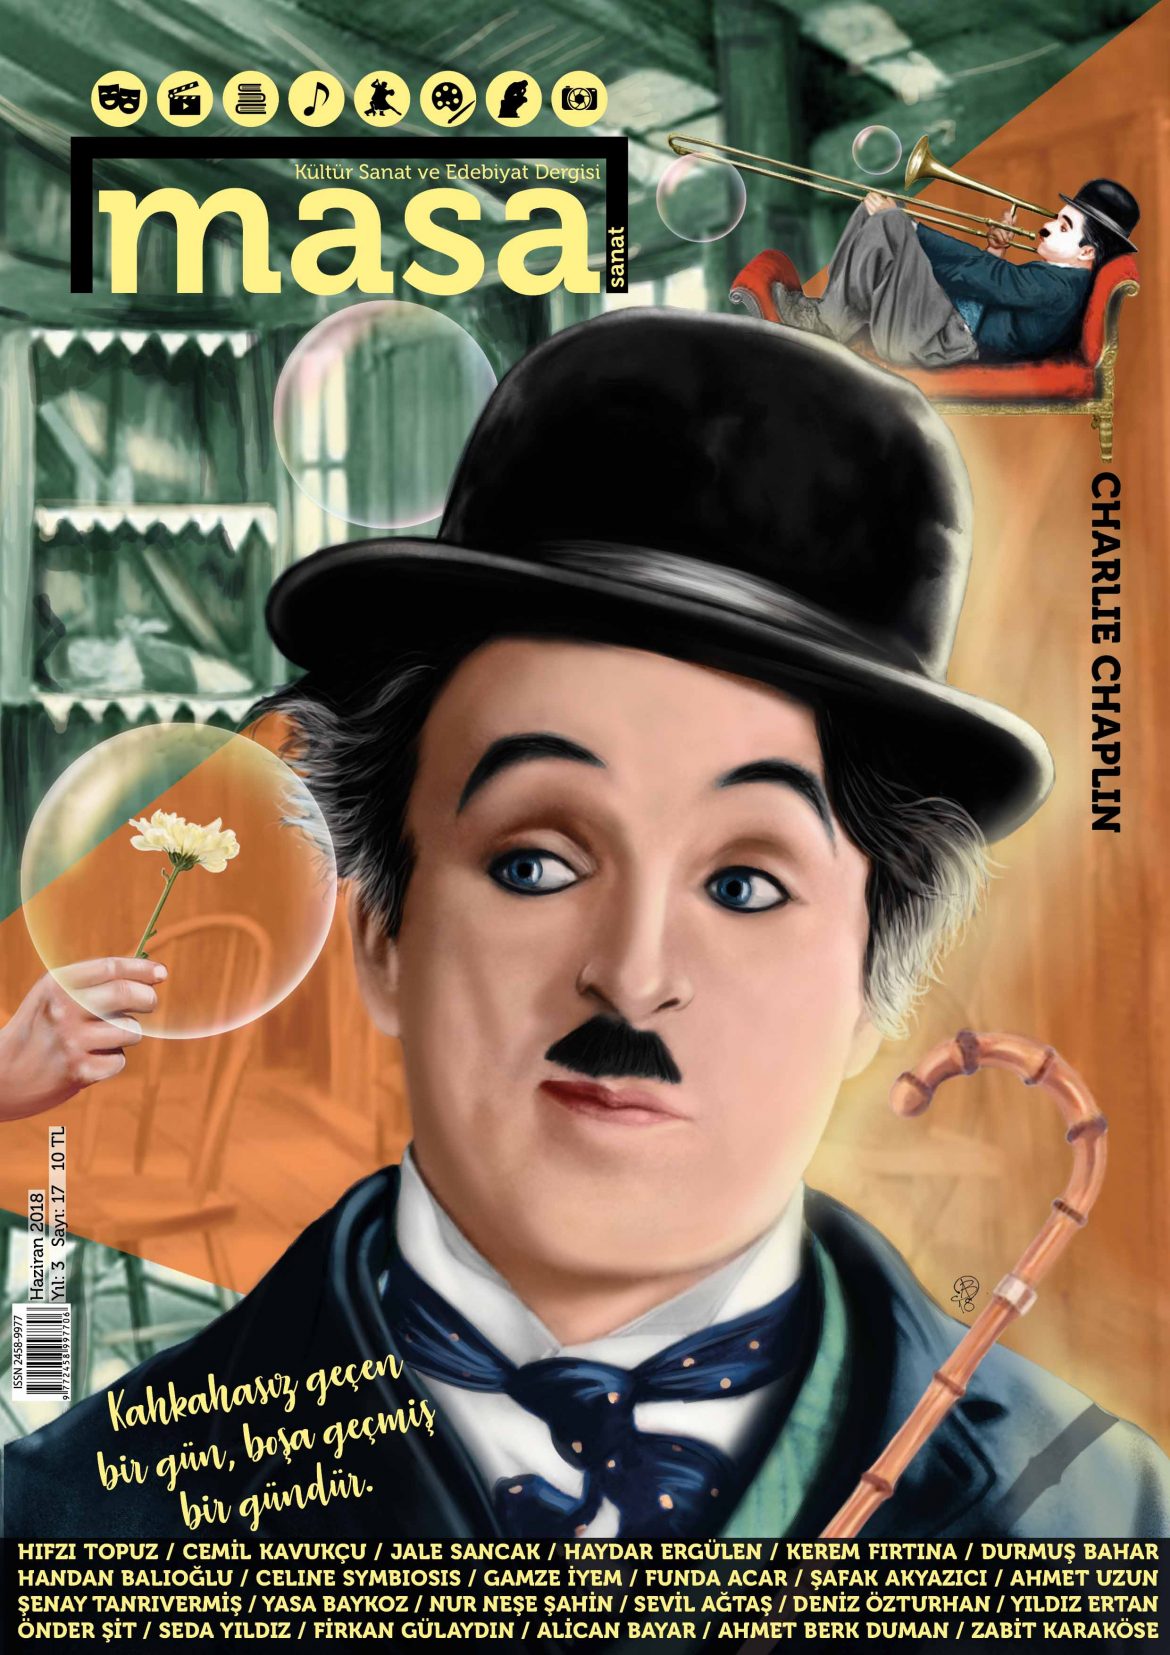 Kültür Sanat ve Edebiyat Dergisi
masa
sanat
CHARLIE CHAPLIN
Haziran 2018
Yıl: 3 Sayı: 17 10 TL
ISSN 2458-9977
9 772458 997706
Kahkahasız geçen
bir gün, boşa geçmiş
bir gündür.
HIFZI TOPUZ / CEMİL KAVUKÇU / JALE SANCAK / HAYDAR ERGÜLEN / KEREM FIRTINA / DURMUŞ BAHAR
HANDAN BALIOĞLU / CELINE SYMBIOSIS / GAMZE İYEM / FUNDA ACAR / ŞAFAK AKYAZICI / AHMET UZUN
ŞENAY TANRIVERMİŞ / YASA BAYKOZ / NUR NEŞE ŞAHİN / SEVİL AĞTAŞ / DENİZ ÖZTURHAN / YILDIZ ERTAN
ÖNDER ŞİT / SEDA YILDIZ / FİRKAN GÜLAYDIN / ALİCAN BAYAR / AHMET BERK DUMAN / ZABİT KARAKÖSE